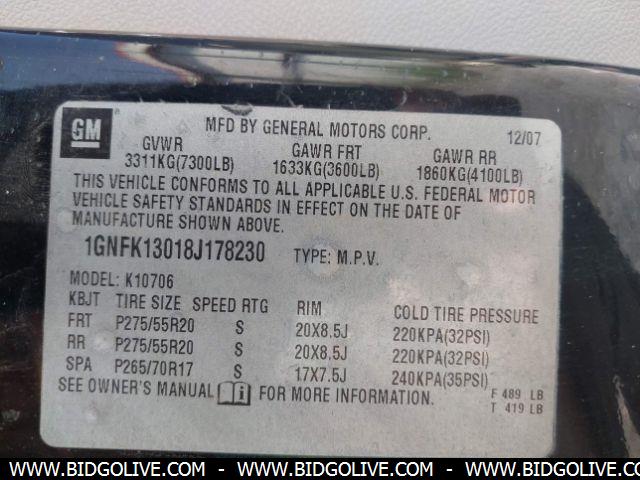 GM
MFD BY GENERAL MOTORS CORP. 12/07
GVWR GAWR FRT GAWR RR
3311KG(7300LB) 1633KG(3600LB) 1860KG(4100LB)
THIS VEHICLE CONFORMS TO ALL APPLICABLE U.S. FEDERAL MOTOR
VEHICLE SAFETY STANDARDS IN EFFECT ON THE DATE OF
MANUFACTURE SHOWN ABOVE.
1GNFK13018J178230 TYPE: M.P.V.
MODEL: K10706
KBJT TIRE SIZE SPEED RTG RIM COLD TIRE PRESSURE
FRT P275/55R20 S 20X8.5J 220KPA(32PSI)
RR P275/55R20 S 20X8.5J 220KPA(32PSI)
SPA P265/70R17 S 17X7.5J 240KPA(35PSI)
SEE OWNER'S MANUAL FOR MORE INFORMATION. F 489 LB
T 419 LB
WWW.BIDGOLIVE.COM - WWW.BIDGOLIVE.COM - WWW.BIDGOLIVE.COM